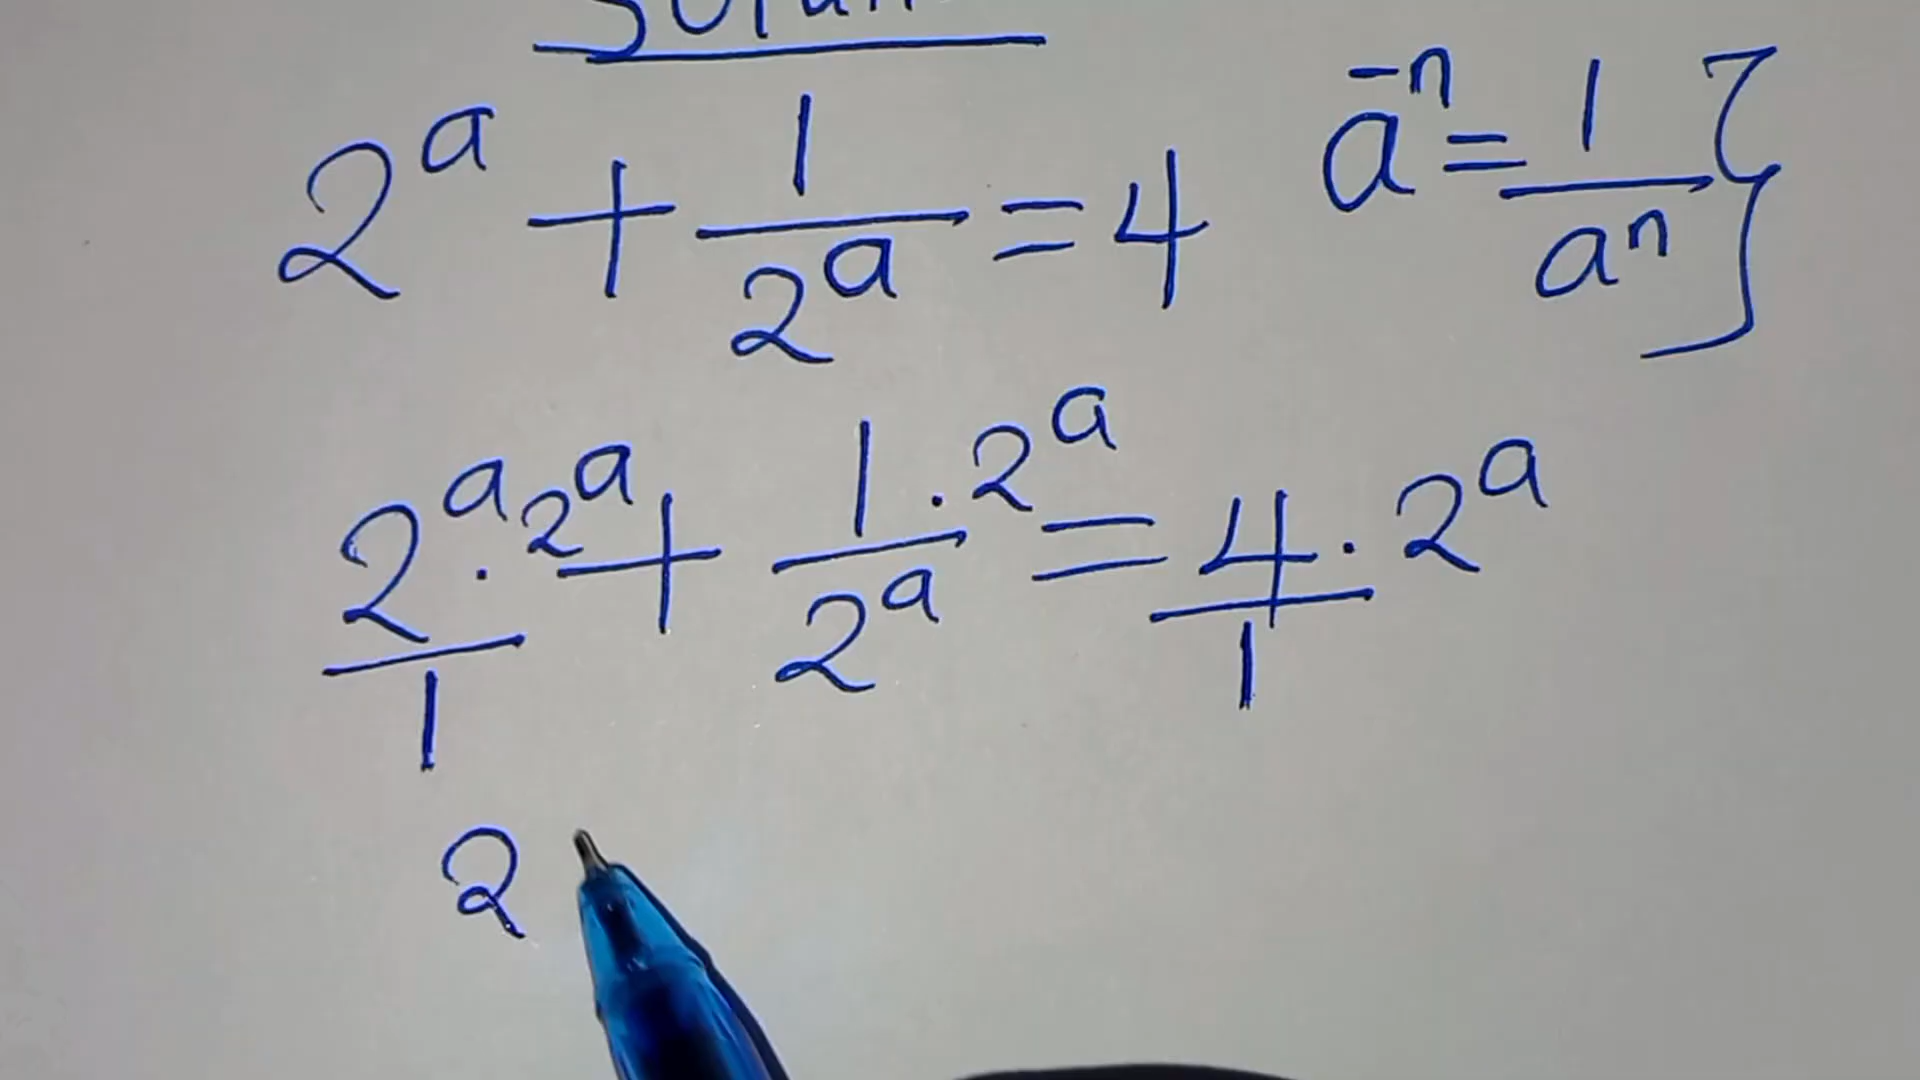 2^a + 1/2^a = 4   a^-n = 1/a^n }
2^a · 2^a/1 + 1 · 2^a/2^a = 4 · 2^a/1
2